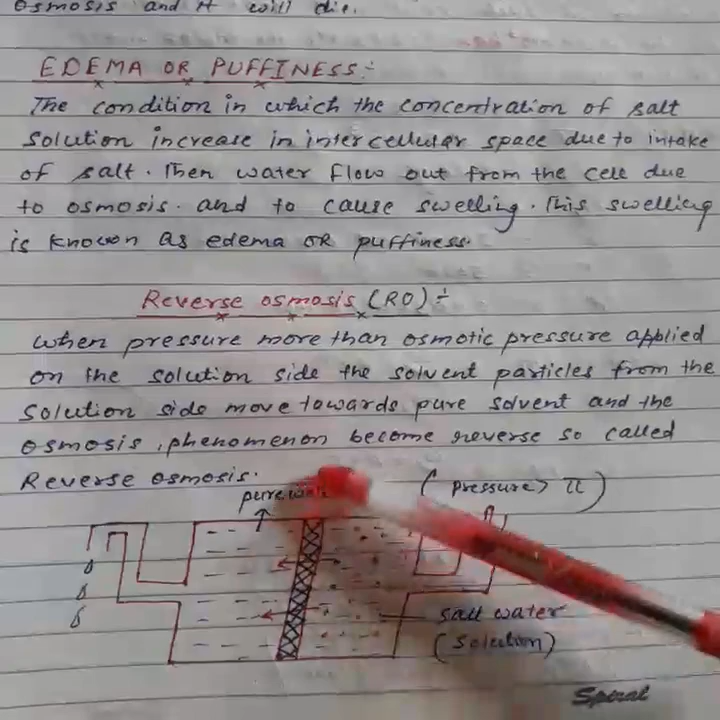 osmosis and it will die.
EDEMA OR PUFFINESS:-
The condition in which the concentration of salt
solution increase in intercellular space due to intake
of salt. Then water flow out from the cell due
to osmosis. and to cause swelling. This swelling
is known as edema OR puffiness.
Reverse osmosis (RO):-
when pressure more than osmotic pressure applied
on the solution side the solvent particles from the
solution side move towards pure solvent and the
osmosis, phenomenon become reverse so called
Reverse osmosis.
pure
(Pressure > π)
salt water
(Solution)
Spiral